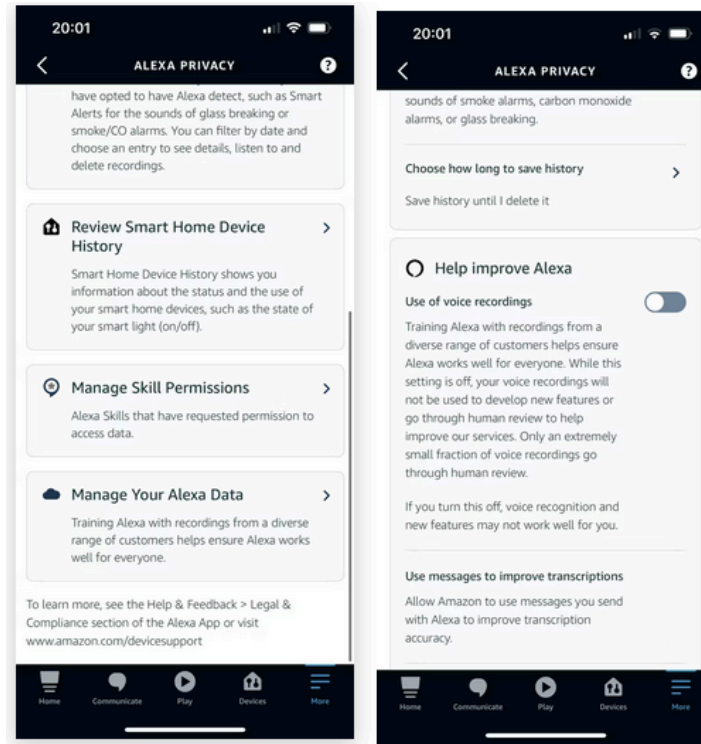 20:01
ALEXA PRIVACY
?
have opted to have Alexa detect, such as Smart
Alerts for the sounds of glass breaking or
smoke/CO alarms. You can filter by date and
choose an entry to see details, listen to and
delete recordings.
Review Smart Home Device
History
Smart Home Device History shows you
information about the status and the use of
your smart home devices, such as the state of
your smart light (on/off).
Manage Skill Permissions
Alexa Skills that have requested permission to
access data.
Manage Your Alexa Data
Training Alexa with recordings from a diverse
range of customers helps ensure Alexa works
well for everyone.
To learn more, see the Help & Feedback > Legal &
Compliance section of the Alexa App or visit
www.amazon.com/devicesupport
Home Communicate Play Devices More
20:01
ALEXA PRIVACY
?
sounds of smoke alarms, carbon monoxide
alarms, or glass breaking.
Choose how long to save history
Save history until I delete it
Help improve Alexa
Use of voice recordings
Training Alexa with recordings from a
diverse range of customers helps ensure
Alexa works well for everyone. While this
setting is off, your voice recordings will
not be used to develop new features or
go through human review to help
improve our services. Only an extremely
small fraction of voice recordings go
through human review.
If you turn this off, voice recognition and
new features may not work well for you.
Use messages to improve transcriptions
Allow Amazon to use messages you send
with Alexa to improve transcription
accuracy.
Home Communicate Play Devices More